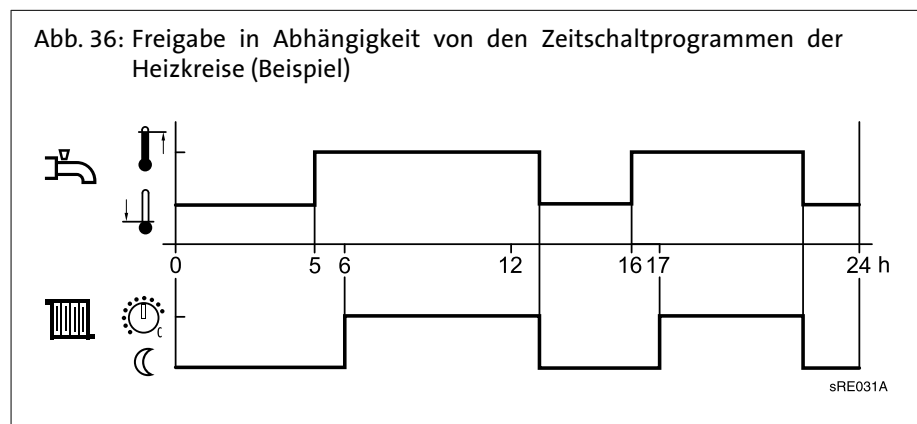 Abb. 36: Freigabe in Abhängigkeit von den Zeitschaltprogrammen der
Heizkreise (Beispiel)
0 5 6 12 16 17 24 h
C
sRE031A